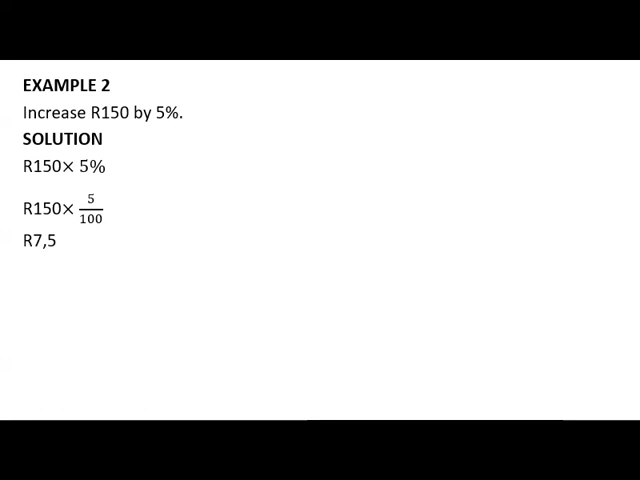 EXAMPLE 2
Increase R150 by 5%.
SOLUTION
R150× 5%
R150× 5/100
R7,5